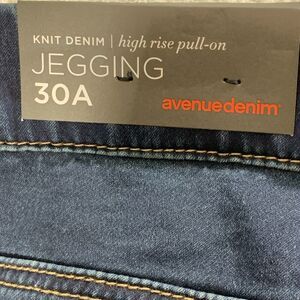 KNIT DENIM | high rise pull-on
JEGGING
30A
avenuedenim